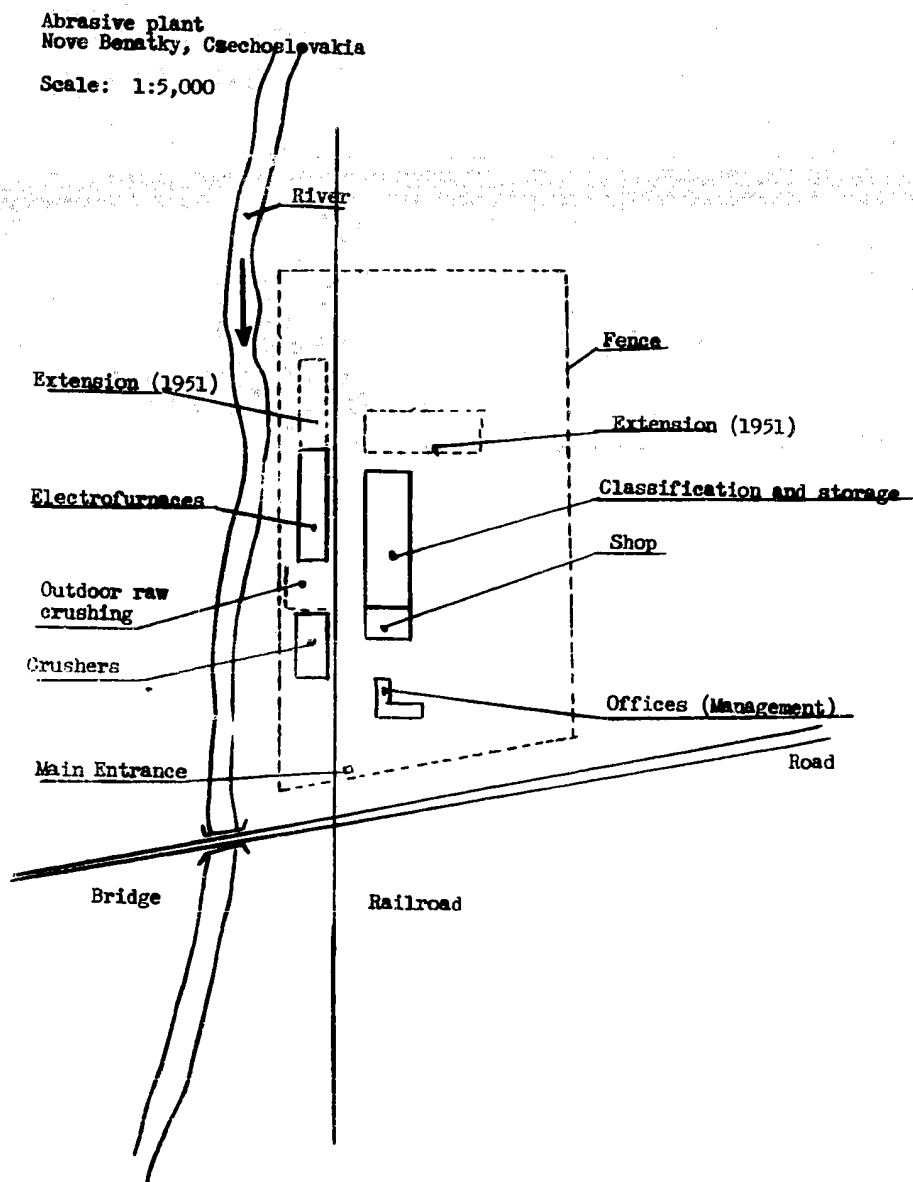 Abrasive plant
Nove Benatky, Czechoslovakia
Scale: 1:5,000
River
Fence
Extension (1951)
Extension (1951)
Classification and storage
Electrofurnaces
Shop
Outdoor raw
crushing
Crushers
Offices (Management)
Main Entrance
Road
Bridge
Railroad